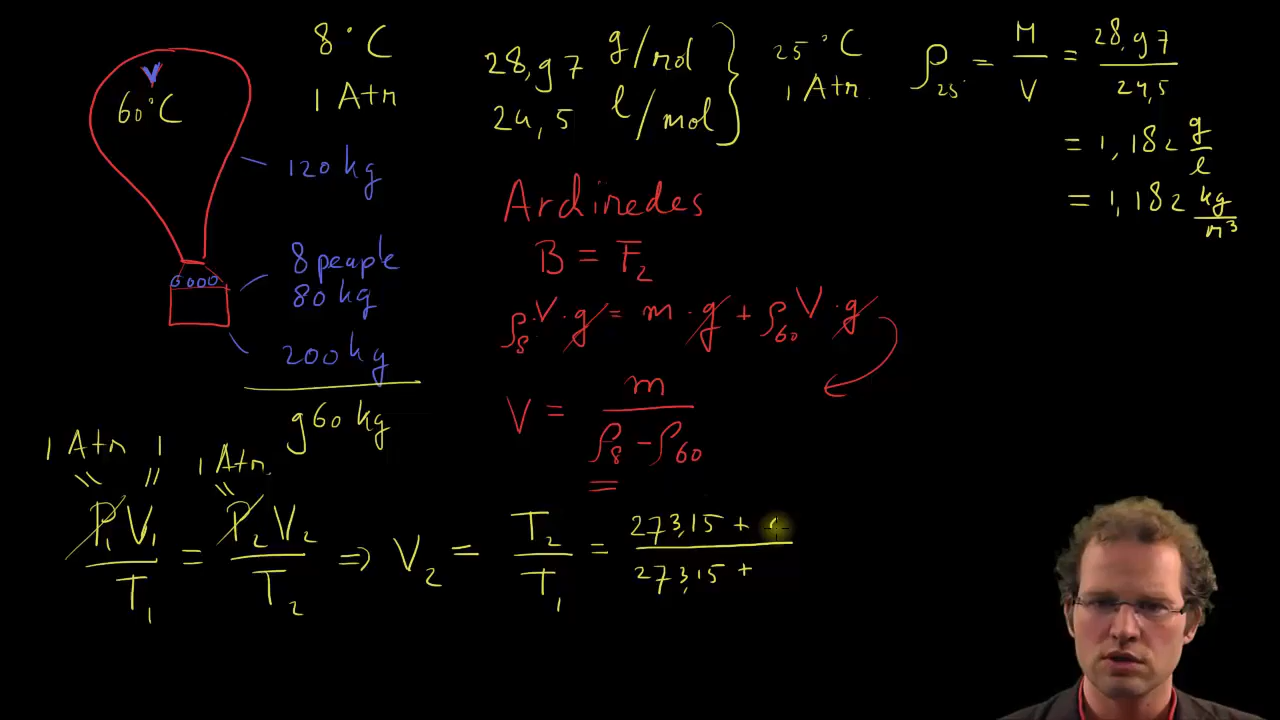 V
60°C
8°C
1 Atm
120 kg
8 people
80 kg
200 kg
960 kg
28,97 g/mol
24,5 l/mol
25°C
1 Atm.
ρ25 = M/V = 28,97/24,5
= 1,182 g/l
= 1,182 kg/m³
Archimedes
B = Fz
ρ8·V·g = m·g + ρ60 V·g
V = m/(ρ8 − ρ60)
1 Atm 1 1 Atm.
P1V1/T1 = P2V2/T2 ⇒ V2 = T2/T1 = 273,15 + / 273,15 +